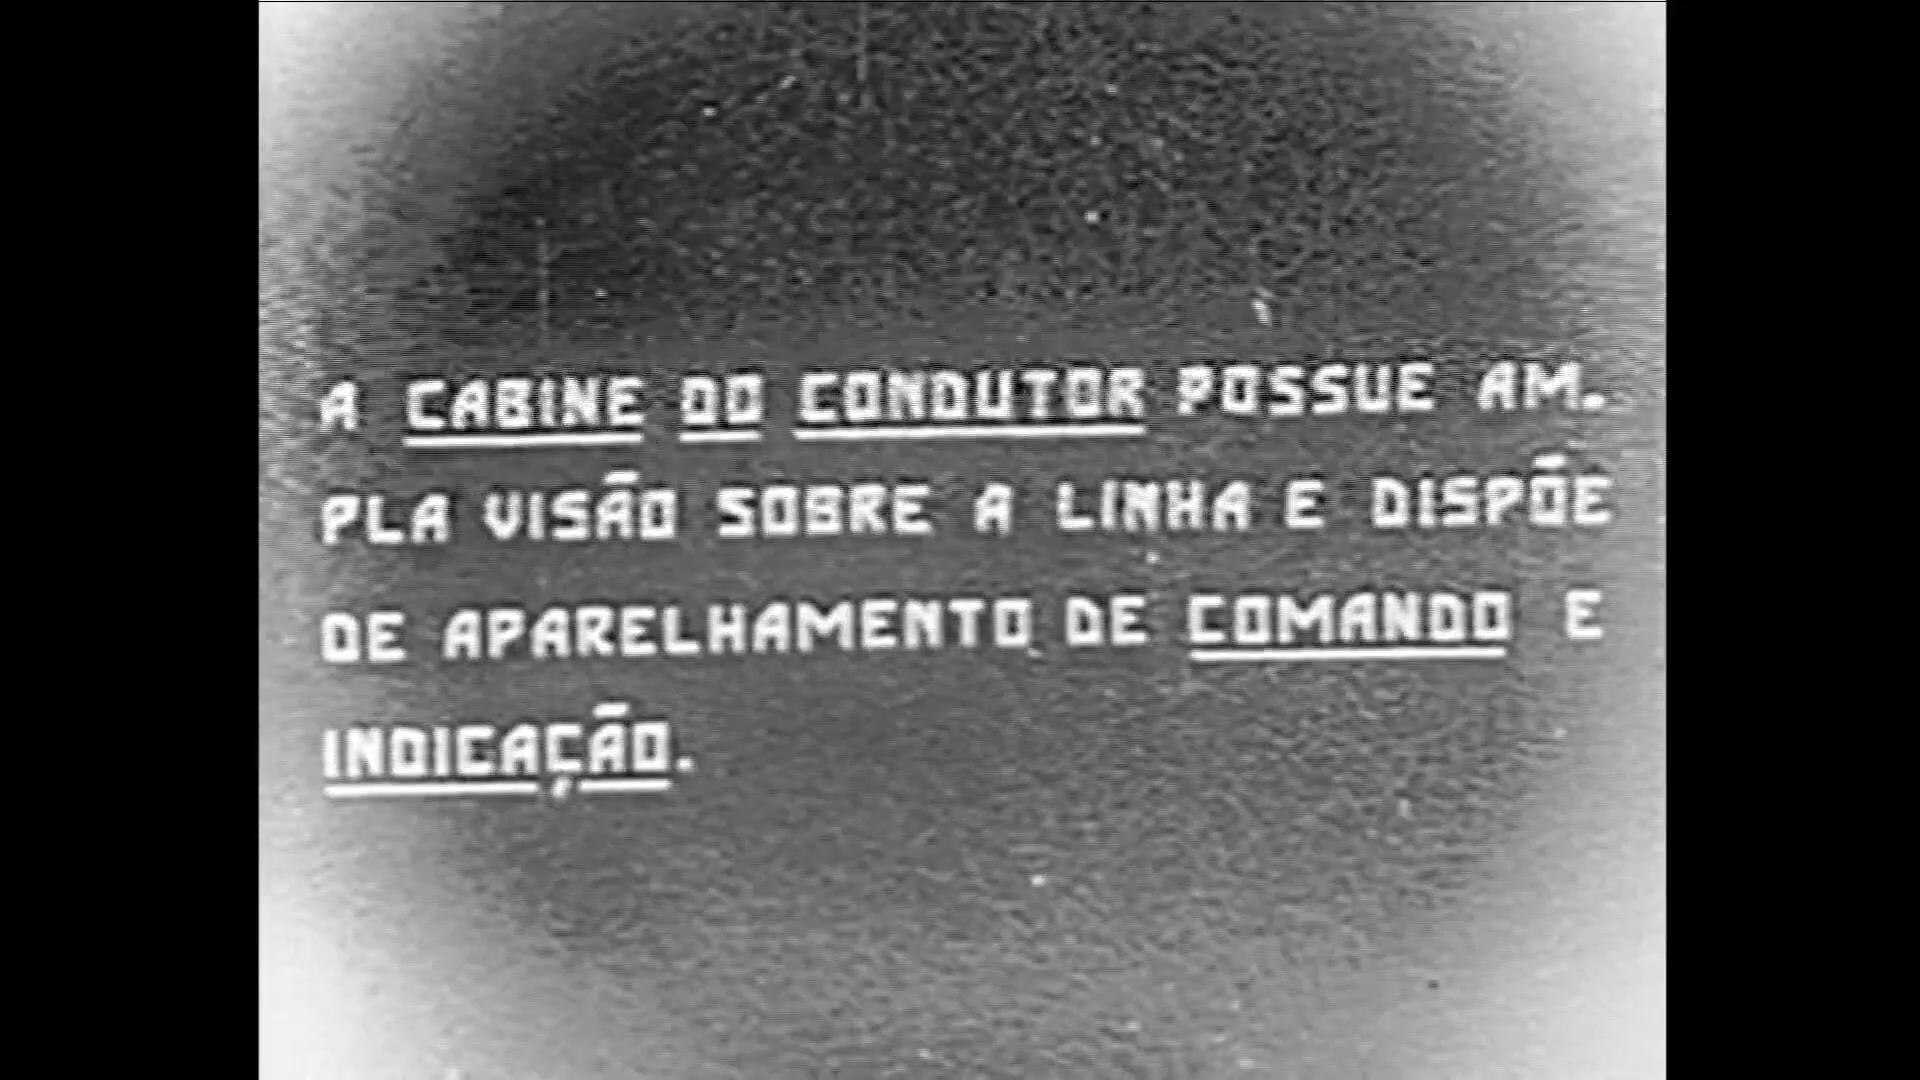 A CABINE DO CONDUTOR POSSUE AM.
PLA VISÃO SOBRE A LINHA E DISPÕE
DE APARELHAMENTO DE COMANDO E
INDICAÇÃO.